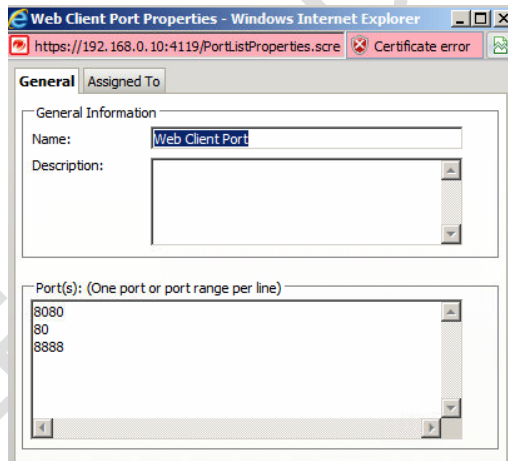 Web Client Port Properties - Windows Internet Explorer
https://192.168.0.10:4119/PortListProperties.scre Certificate error
General Assigned To
General Information
Name: Web Client Port
Description:
Port(s): (One port or port range per line)
8080
80
8888